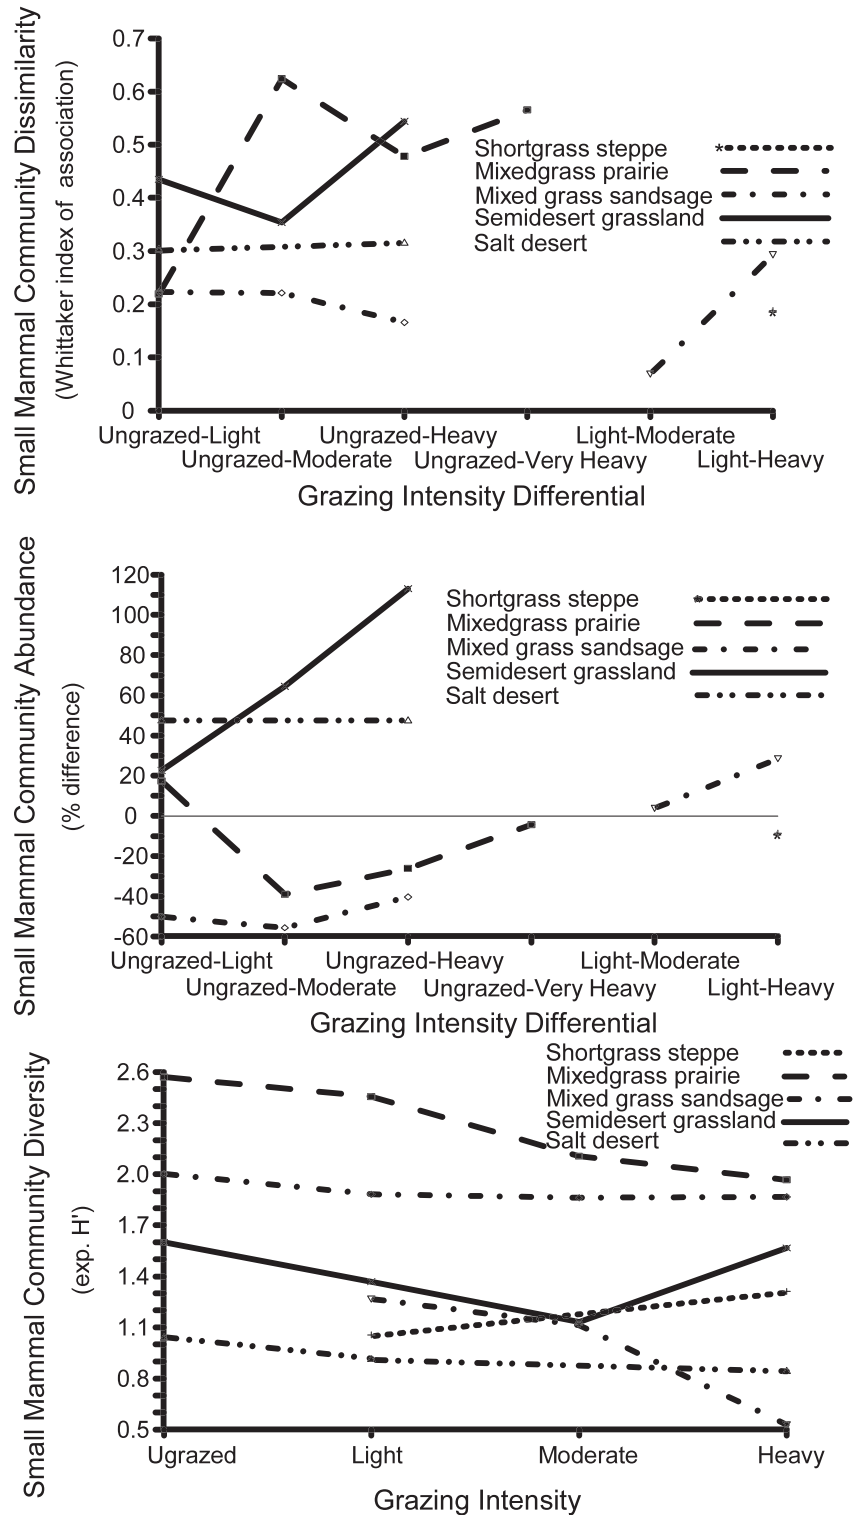 Small Mammal Community Dissimilarity
(Whittaker index of association)
0.7
0.6
0.5
0.4
0.3
0.2
0.1
0
Shortgrass steppe
Mixedgrass prairie
Mixed grass sandsage
Semidesert grassland
Salt desert
Ungrazed-Light
Ungrazed-Heavy
Light-Moderate
Ungrazed-Moderate
Ungrazed-Very Heavy
Light-Heavy
Grazing Intensity Differential
Small Mammal Community Abundance
(% difference)
120
100
80
60
40
20
0
-20
-40
-60
Shortgrass steppe
Mixedgrass prairie
Mixed grass sandsage
Semidesert grassland
Salt desert
Ungrazed-Light
Ungrazed-Heavy
Light-Moderate
Ungrazed-Moderate
Ungrazed-Very Heavy
Light-Heavy
Grazing Intensity Differential
Small Mammal Community Diversity
(exp. H')
2.6
2.3
2.0
1.7
1.4
1.1
0.8
0.5
Shortgrass steppe
Mixedgrass prairie
Mixed grass sandsage
Semidesert grassland
Salt desert
Ugrazed
Light
Moderate
Heavy
Grazing Intensity